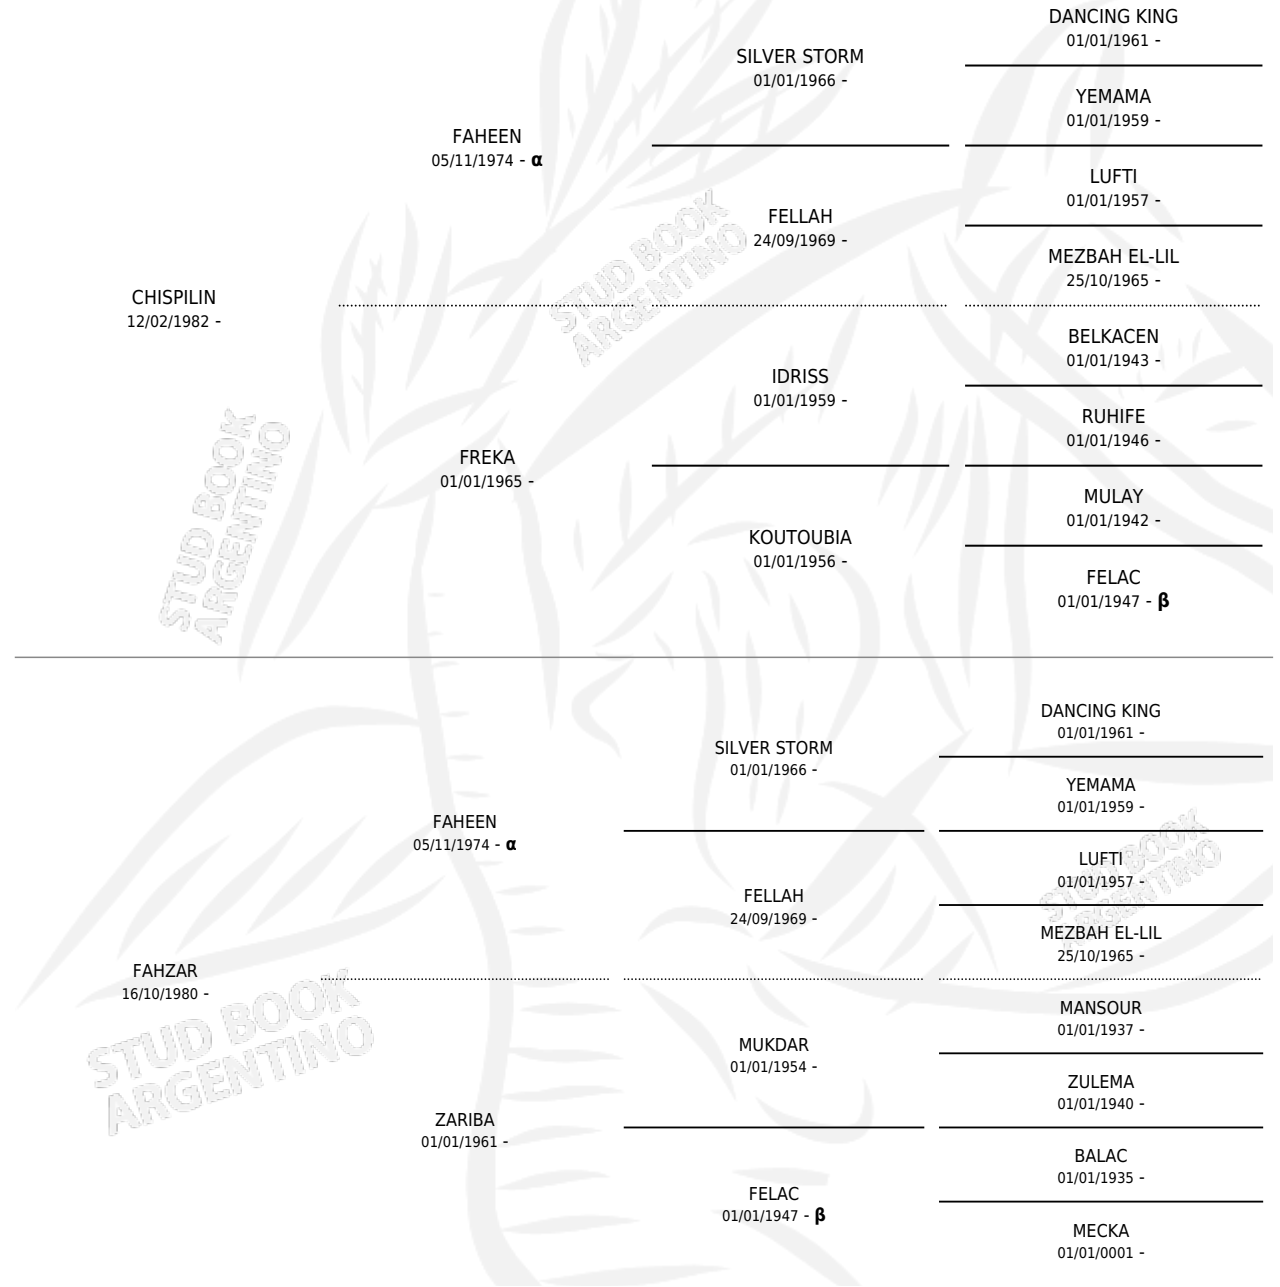 DANCING KING
01/01/1961 -
SILVER STORM
01/01/1966 -
YEMAMA
01/01/1959 -
FAHEEN
05/11/1974 - α
LUFTI
01/01/1957 -
FELLAH
24/09/1969 -
MEZBAH EL-LIL
25/10/1965 -
CHISPILIN
12/02/1982 -
BELKACEN
01/01/1943 -
IDRISS
01/01/1959 -
RUHIFE
01/01/1946 -
FREKA
01/01/1965 -
MULAY
01/01/1942 -
KOUTOUBIA
01/01/1956 -
FELAC
01/01/1947 - β
DANCING KING
01/01/1961 -
SILVER STORM
01/01/1966 -
YEMAMA
01/01/1959 -
FAHEEN
05/11/1974 - α
LUFTI
01/01/1957 -
FELLAH
24/09/1969 -
MEZBAH EL-LIL
25/10/1965 -
FAHZAR
16/10/1980 -
MANSOUR
01/01/1937 -
MUKDAR
01/01/1954 -
ZULEMA
01/01/1940 -
ZARIBA
01/01/1961 -
BALAC
01/01/1935 -
FELAC
01/01/1947 - β
MECKA
01/01/0001 -
STUD BOOK
ARGENTINO
STUD BOOK
ARGENTINO
STUD BOOK
ARGENTINO
STUD BOOK
ARGENTINO